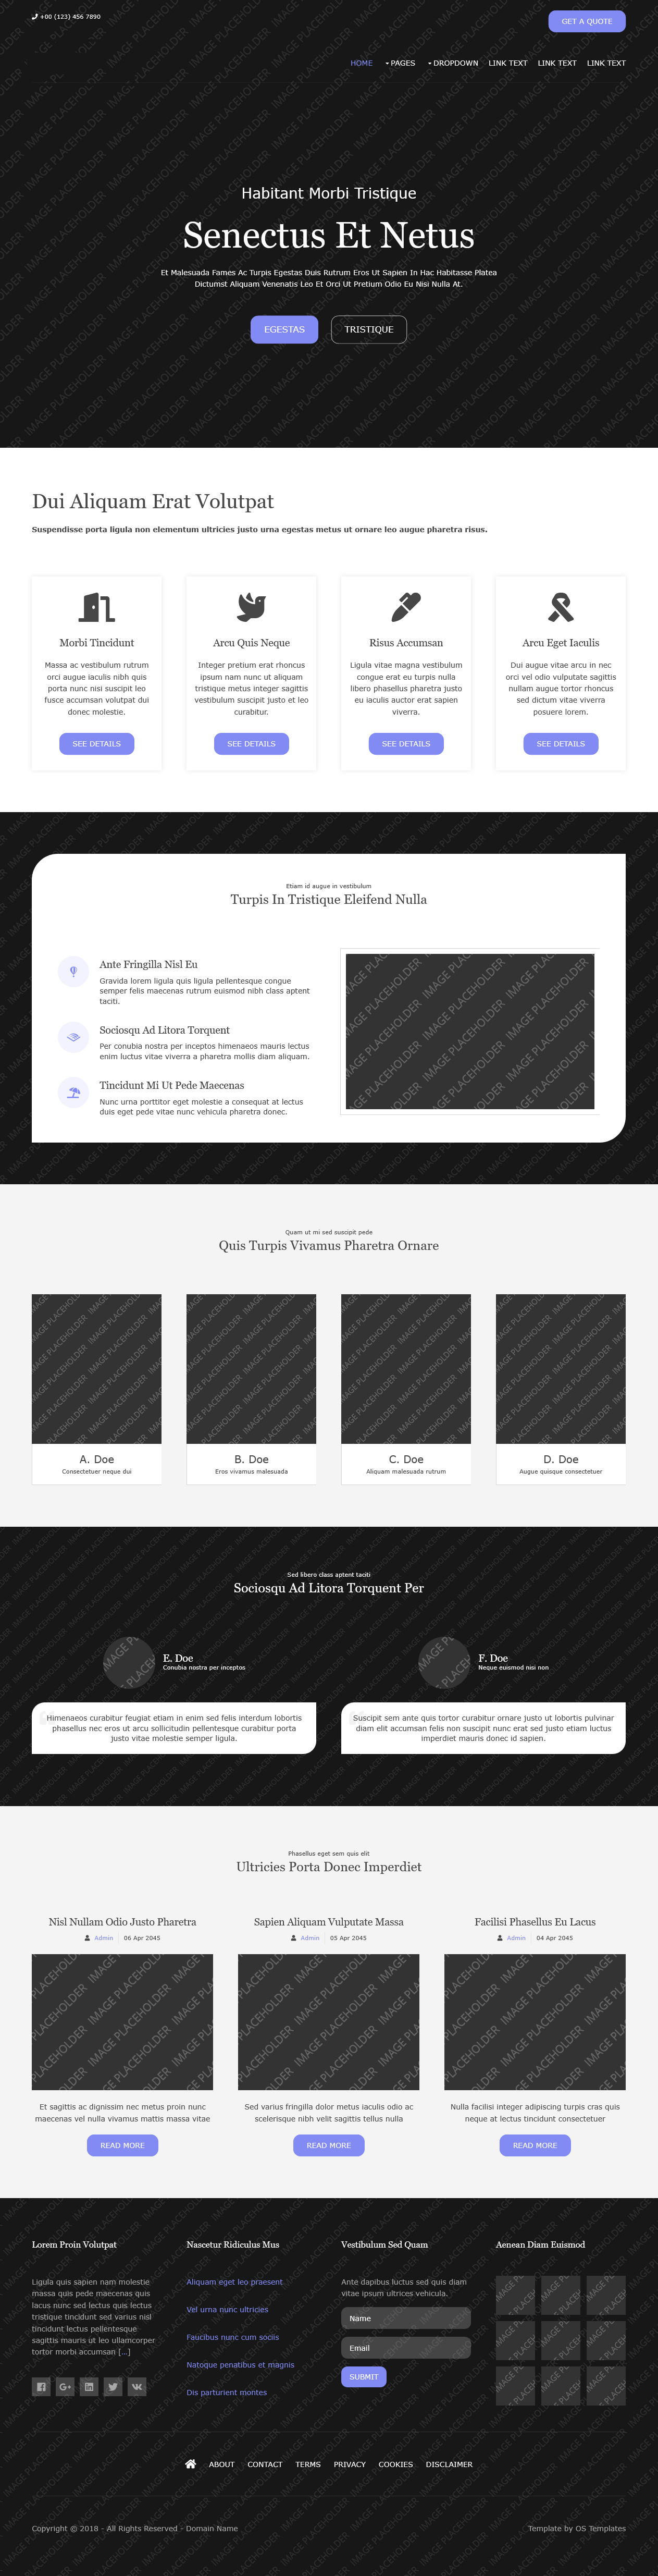 +00 (123) 456 7890
GET A QUOTE
HOME PAGES DROPDOWN LINK TEXT LINK TEXT LINK TEXT
Habitant Morbi Tristique
Senectus Et Netus
Et Malesuada Fames Ac Turpis Egestas Duis Rutrum Eros Ut Sapien In Hac Habitasse Platea
Dictumst Aliquam Venenatis Leo Et Orci Ut Pretium Odio Eu Nisi Nulla At.
EGESTAS TRISTIQUE
Dui Aliquam Erat Volutpat
Suspendisse porta ligula non elementum ultricies justo urna egestas metus ut ornare leo augue pharetra risus.
Morbi Tincidunt
Massa ac vestibulum rutrum
orci augue iaculis nibh quis
porta nunc nisi suscipit leo
fusce accumsan volutpat dui
donec molestie.
SEE DETAILS
Arcu Quis Neque
Integer pretium erat rhoncus
ipsum nam nunc ut aliquam
tristique metus integer sagittis
vestibulum suscipit justo et leo
curabitur.
SEE DETAILS
Risus Accumsan
Ligula vitae magna vestibulum
congue erat eu turpis nulla
libero phasellus pharetra justo
eu iaculis auctor erat sapien
viverra.
SEE DETAILS
Arcu Eget Iaculis
Dui augue vitae arcu in nec
orci vel odio vulputate sagittis
nullam augue tortor rhoncus
sed dictum vitae viverra
posuere lorem.
SEE DETAILS
Etiam id augue in vestibulum
Turpis In Tristique Eleifend Nulla
Ante Fringilla Nisl Eu
Gravida lorem ligula quis ligula pellentesque congue
semper felis maecenas rutrum euismod nibh class aptent
taciti.
Sociosqu Ad Litora Torquent
Per conubia nostra per inceptos himenaeos mauris lectus
enim luctus vitae viverra a pharetra mollis diam aliquam.
Tincidunt Mi Ut Pede Maecenas
Nunc urna porttitor eget molestie a consequat at lectus
duis eget pede vitae nunc vehicula pharetra donec.
IMAGE PLACEHOLDER
Quam ut mi sed suscipit pede
Quis Turpis Vivamus Pharetra Ornare
IMAGE PLACEHOLDER
A. Doe
Consectetuer neque dui
IMAGE PLACEHOLDER
B. Doe
Eros vivamus malesuada
IMAGE PLACEHOLDER
C. Doe
Aliquam malesuada rutrum
IMAGE PLACEHOLDER
D. Doe
Augue quisque consectetuer
Sed libero class aptent taciti
Sociosqu Ad Litora Torquent Per
E. Doe
Conubia nostra per inceptos
Himenaeos curabitur feugiat etiam in enim sed felis interdum lobortis
phasellus nec eros ut arcu sollicitudin pellentesque curabitur porta
justo vitae molestie semper ligula.
F. Doe
Neque euismod nisi non
Suscipit sem ante quis tortor curabitur ornare justo ut lobortis pulvinar
diam elit accumsan felis non suscipit nunc erat sed justo etiam luctus
imperdiet mauris donec id sapien.
Phasellus eget sem quis elit
Ultricies Porta Donec Imperdiet
Nisl Nullam Odio Justo Pharetra
Admin 06 Apr 2045
IMAGE PLACEHOLDER
Et sagittis ac dignissim nec metus proin nunc
maecenas vel nulla vivamus mattis massa vitae
READ MORE
Sapien Aliquam Vulputate Massa
Admin 05 Apr 2045
IMAGE PLACEHOLDER
Sed varius fringilla dolor metus iaculis odio ac
scelerisque nibh velit sagittis tellus nulla
READ MORE
Facilisi Phasellus Eu Lacus
Admin 04 Apr 2045
IMAGE PLACEHOLDER
Nulla facilisi integer adipiscing turpis cras quis
neque at lectus tincidunt consectetuer
READ MORE
Lorem Proin Volutpat
Ligula quis sapien nam molestie
massa quis pede maecenas quis
lacus nunc sed lectus quis lectus
tristique tincidunt sed varius nisl
tincidunt lectus pellentesque
sagittis mauris ut leo ullamcorper
tortor morbi accumsan [...]
Nascetur Ridiculus Mus
Aliquam eget leo praesent
Vel urna nunc ultricies
Faucibus nunc cum sociis
Natoque penatibus et magnis
Dis parturient montes
Vestibulum Sed Quam
Ante dapibus luctus sed quis diam
vitae ipsum ultrices vehicula.
Name
Email
SUBMIT
Aenean Diam Euismod
ABOUT CONTACT TERMS PRIVACY COOKIES DISCLAIMER
Copyright © 2018 - All Rights Reserved - Domain Name
Template by OS Templates